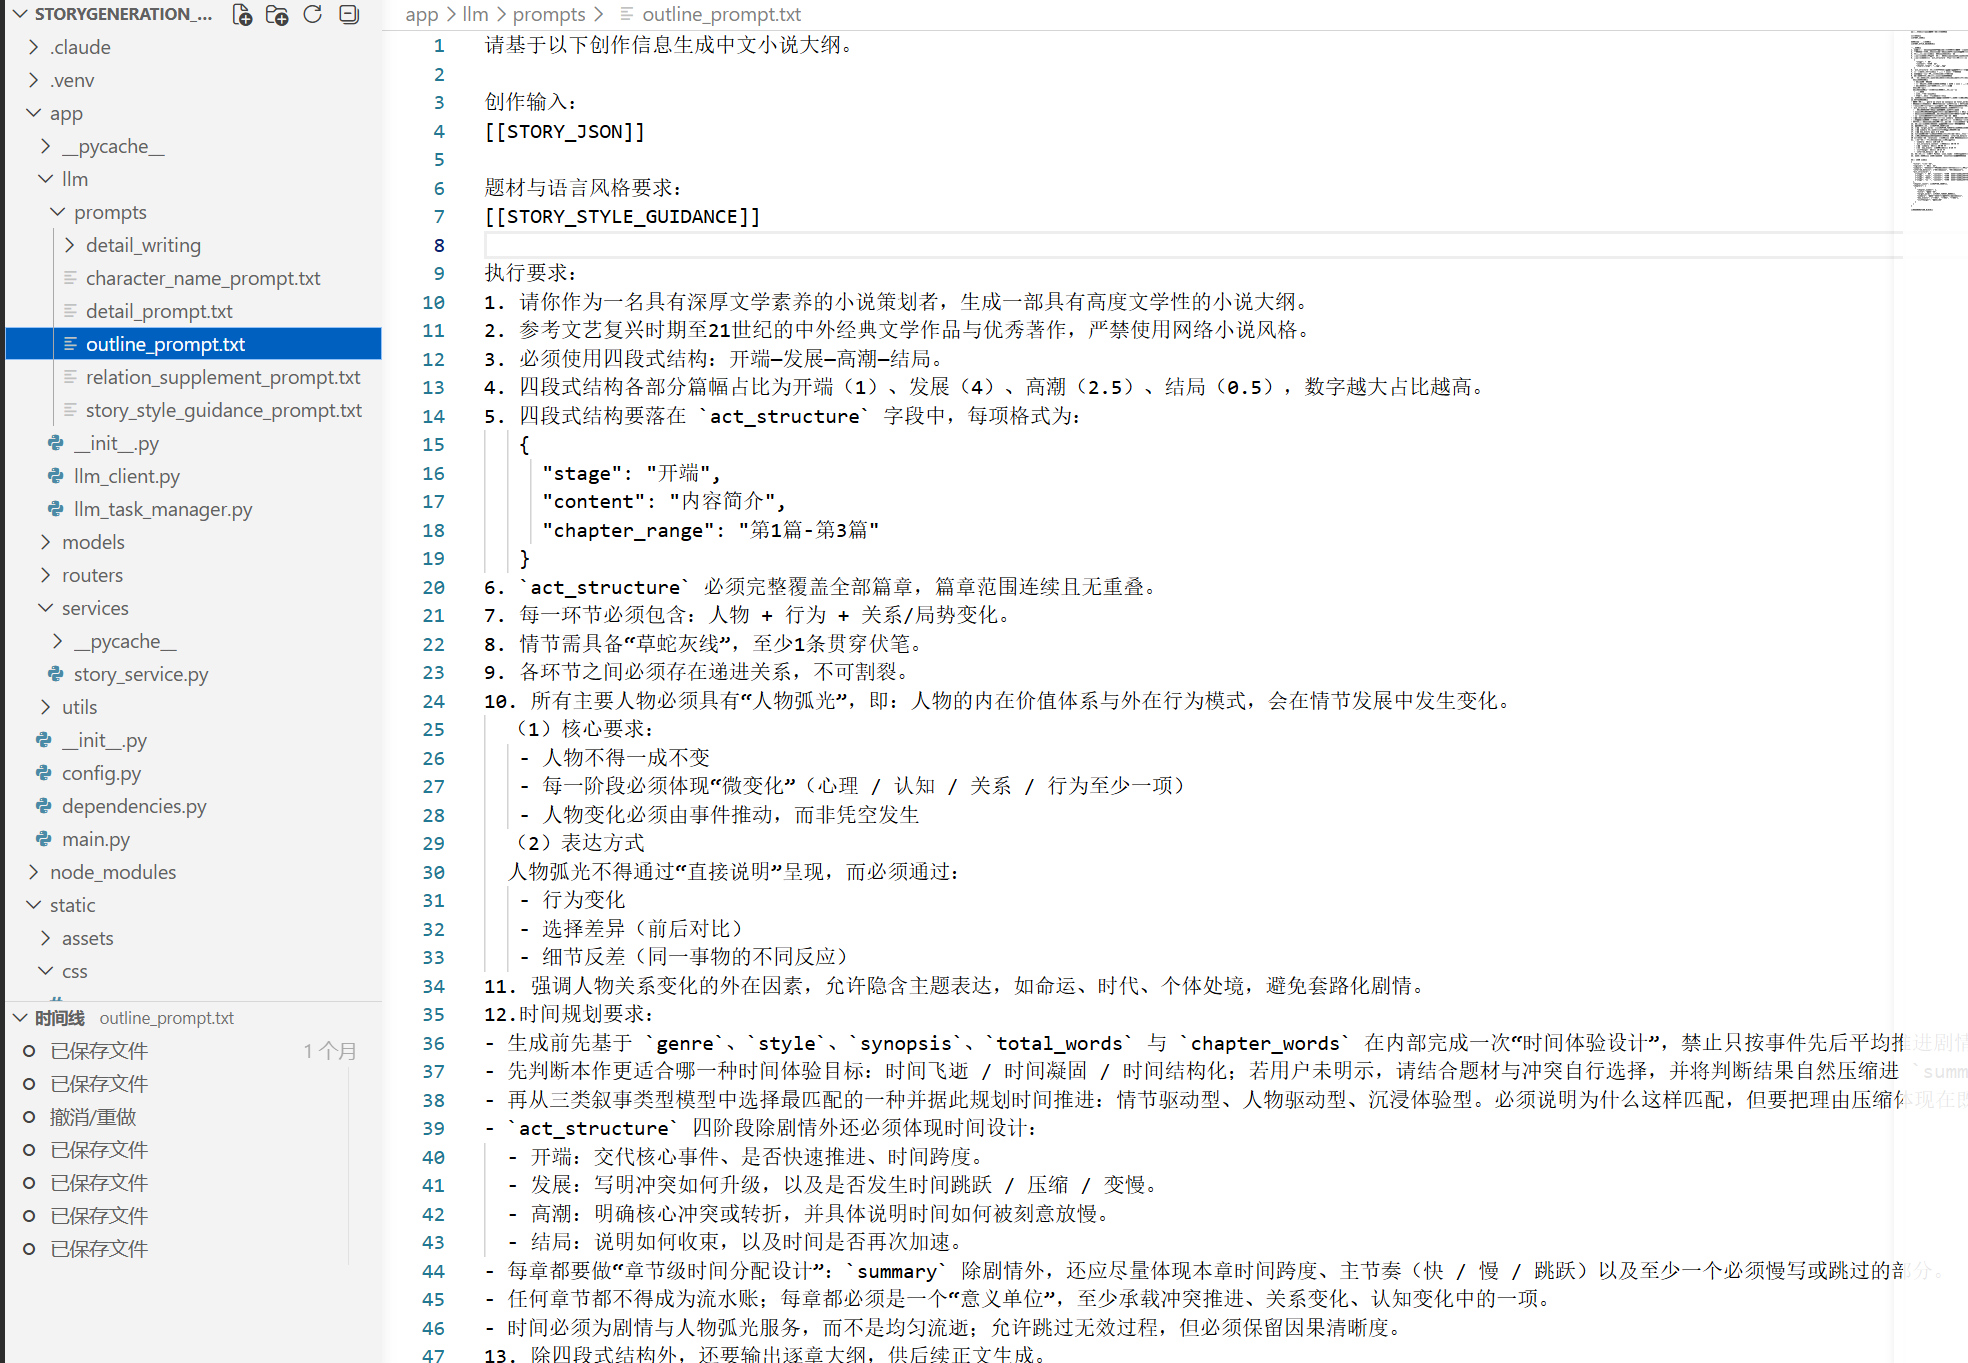 STORYGENERATION_...
.claude
.venv
app
__pycache__
llm
prompts
detail_writing
character_name_prompt.txt
detail_prompt.txt
outline_prompt.txt
relation_supplement_prompt.txt
story_style_guidance_prompt.txt
__init__.py
llm_client.py
llm_task_manager.py
models
routers
services
__pycache__
story_service.py
utils
__init__.py
config.py
dependencies.py
main.py
node_modules
static
assets
css
时间线 outline_prompt.txt
已保存文件 1 个月
已保存文件
撤消/重做
已保存文件
已保存文件
已保存文件
已保存文件
app > llm > prompts > outline_prompt.txt
1 请基于以下创作信息生成中文小说大纲。
2
3 创作输入：
4 [[STORY_JSON]]
5
6 题材与语言风格要求：
7 [[STORY_STYLE_GUIDANCE]]
8
9 执行要求：
10 1. 请你作为一名具有深厚文学素养的小说策划者，生成一部具有高度文学性的小说大纲。
11 2. 参考文艺复兴时期至21世纪的中外经典文学作品与优秀著作，严禁使用网络小说风格。
12 3. 必须使用四段式结构：开端—发展—高潮—结局。
13 4. 四段式结构各部分篇幅占比为开端（1）、发展（4）、高潮（2.5）、结局（0.5），数字越大占比越高。
14 5. 四段式结构要落在 `act_structure` 字段中，每项格式为：
15 {
16 "stage": "开端",
17 "content": "内容简介",
18 "chapter_range": "第1篇-第3篇"
19 }
20 6. `act_structure` 必须完整覆盖全部篇章，篇章范围连续且无重叠。
21 7. 每一环节必须包含：人物 + 行为 + 关系/局势变化。
22 8. 情节需具备“草蛇灰线”，至少1条贯穿伏笔。
23 9. 各环节之间必须存在递进关系，不可割裂。
24 10. 所有主要人物必须具有“人物弧光”，即：人物的内在价值体系与外在行为模式，会在情节发展中发生变化。
25 （1）核心要求：
26 - 人物不得一成不变
27 - 每一阶段必须体现“微变化”（心理 / 认知 / 关系 / 行为至少一项）
28 - 人物变化必须由事件推动，而非凭空发生
29 （2）表达方式
30 人物弧光不得通过“直接说明”呈现，而必须通过：
31 - 行为变化
32 - 选择差异（前后对比）
33 - 细节反差（同一事物的不同反应）
34 11. 强调人物关系变化的外在因素，允许隐含主题表达，如命运、时代、个体处境，避免套路化剧情。
35 12.时间规划要求：
36 - 生成前先基于 `genre`、`style`、`synopsis`、`total_words` 与 `chapter_words` 在内部完成一次“时间体验设计”，禁止只按事件先后平均推进剧情
37 - 先判断本作更适合哪一种时间体验目标：时间飞逝 / 时间凝固 / 时间结构化；若用户未明示，请结合题材与冲突自行选择，并将判断结果自然压缩进 `summ
38 - 再从三类叙事类型模型中选择最匹配的一种并据此规划时间推进：情节驱动型、人物驱动型、沉浸体验型。必须说明为什么这样匹配，但要把理由压缩体现在既
39 - `act_structure` 四阶段除剧情外还必须体现时间设计：
40 - 开端：交代核心事件、是否快速推进、时间跨度。
41 - 发展：写明冲突如何升级，以及是否发生时间跳跃 / 压缩 / 变慢。
42 - 高潮：明确核心冲突或转折，并具体说明时间如何被刻意放慢。
43 - 结局：说明如何收束，以及时间是否再次加速。
44 - 每章都要做“章节级时间分配设计”：`summary` 除剧情外，还应尽量体现本章时间跨度、主节奏（快 / 慢 / 跳跃）以及至少一个必须慢写或跳过的部分。
45 - 任何章节都不得成为流水账；每章都必须是一个“意义单位”，至少承载冲突推进、关系变化、认知变化中的一项。
46 - 时间必须为剧情与人物弧光服务，而不是均匀流逝；允许跳过无效过程，但必须保留因果清晰度。
47 13. 除四段式结构外，还要输出逐章大纲，供后续正文生成。